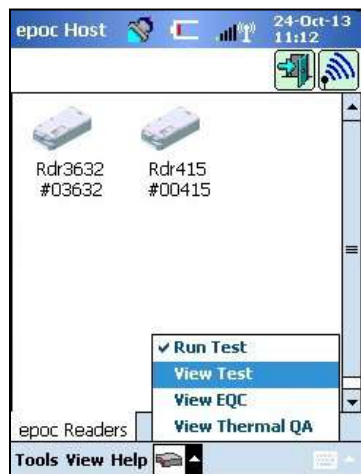 epoc Host
24-Oct-13
11:12
Rdr3632
#03632
Rdr415
#00415
✓ Run Test
View Test
View EQC
View Thermal QA
epoc Readers
Tools View Help